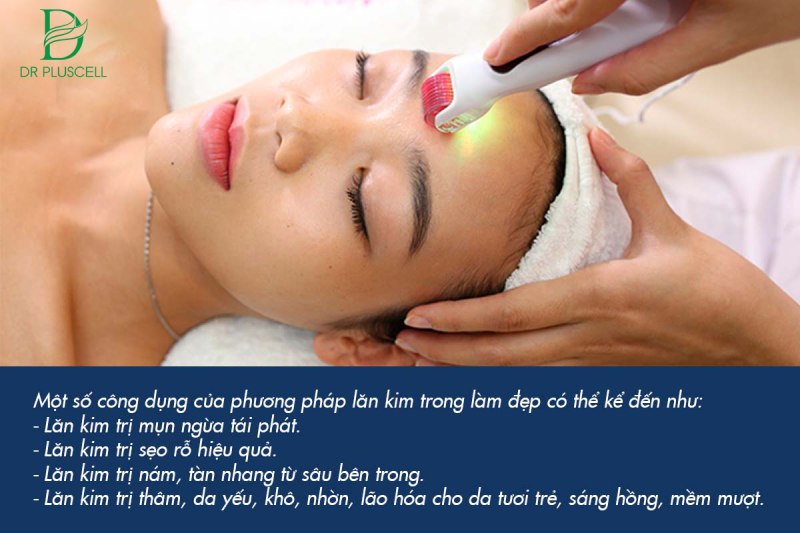 DR PLUSCELL
Một số công dụng của phương pháp lăn kim trong làm đẹp có thể kể đến như:
- Lăn kim trị mụn ngừa tái phát.
- Lăn kim trị sẹo rỗ hiệu quả.
- Lăn kim trị nám, tàn nhang từ sâu bên trong.
- Lăn kim trị thâm, da yếu, khô, nhờn, lão hóa cho da tươi trẻ, sáng hồng, mềm mượt.